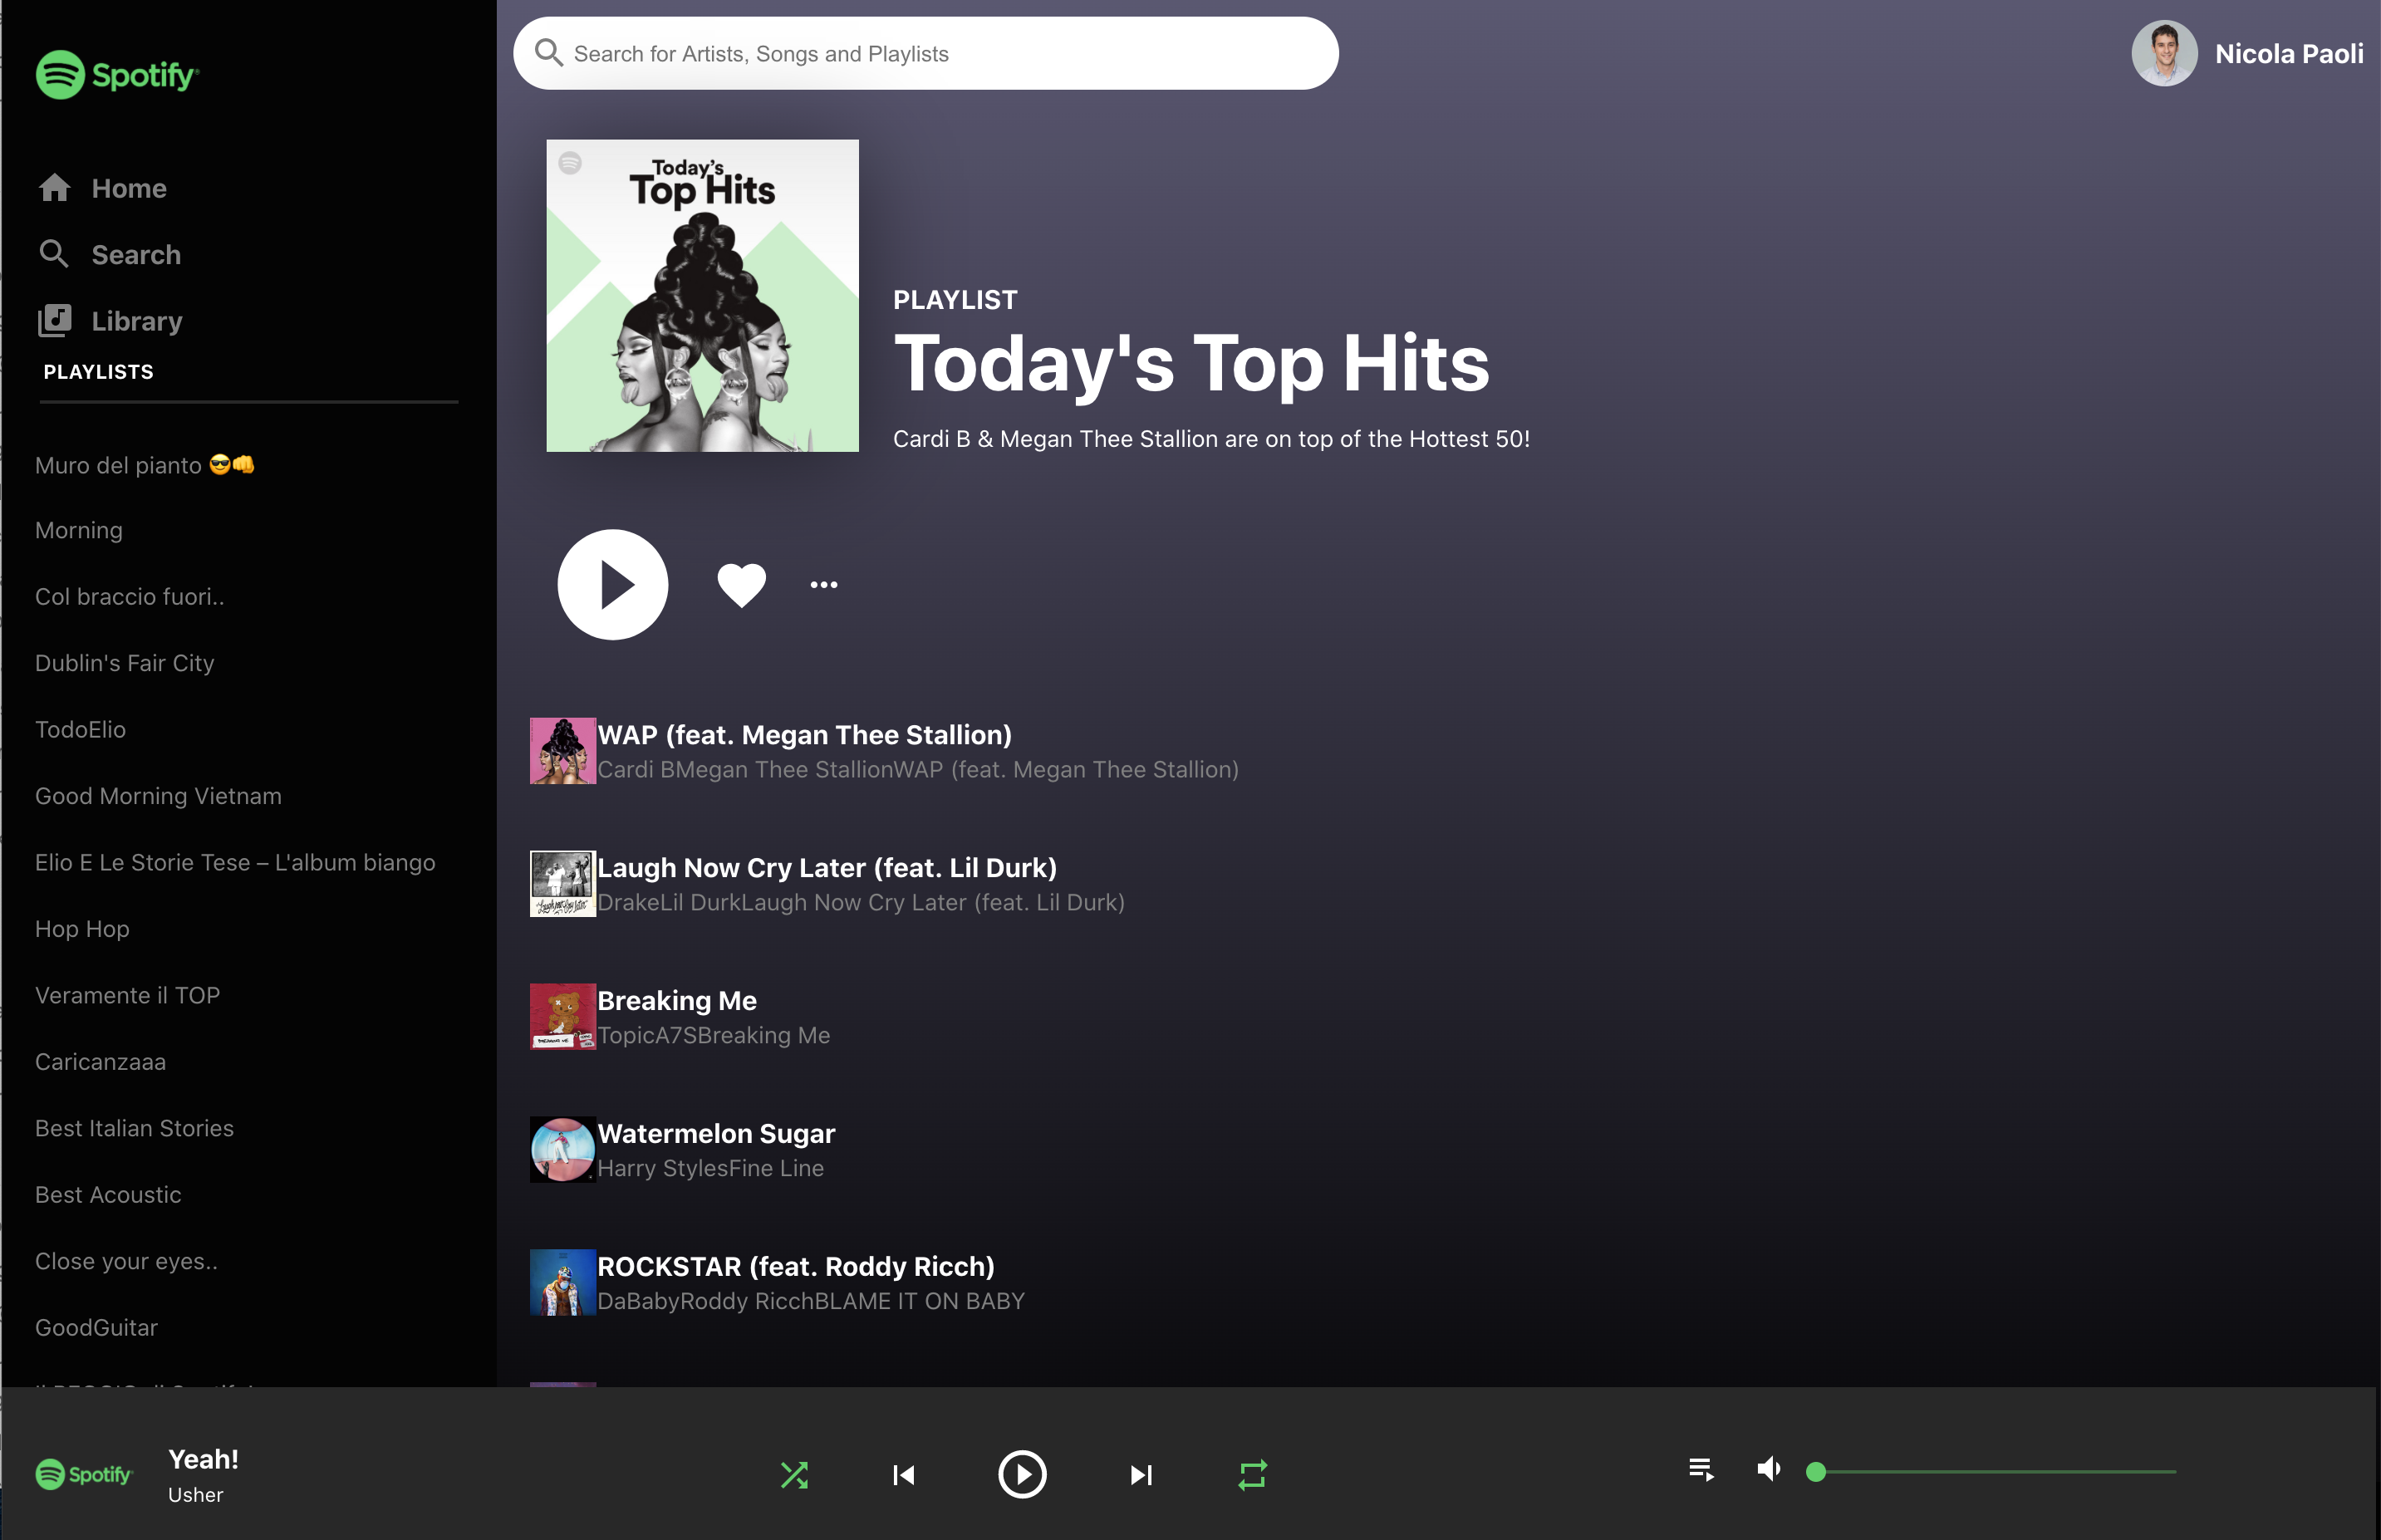 Spotify
Home
Search
Library
PLAYLISTS
Muro del pianto 😎👊
Morning
Col braccio fuori..
Dublin's Fair City
TodoElio
Good Morning Vietnam
Elio E Le Storie Tese – L'album biango
Hop Hop
Veramente il TOP
Caricanzaaa
Best Italian Stories
Best Acoustic
Close your eyes..
GoodGuitar
Search for Artists, Songs and Playlists
Nicola Paoli
Today's
Top Hits
PLAYLIST
Today's Top Hits
Cardi B & Megan Thee Stallion are on top of the Hottest 50!
WAP (feat. Megan Thee Stallion)
Cardi BMegan Thee StallionWAP (feat. Megan Thee Stallion)
Laugh Now Cry Later (feat. Lil Durk)
DrakeLil DurkLaugh Now Cry Later (feat. Lil Durk)
Breaking Me
TopicA7SBreaking Me
Watermelon Sugar
Harry StylesFine Line
ROCKSTAR (feat. Roddy Ricch)
DaBabyRoddy RicchBLAME IT ON BABY
Spotify
Yeah!
Usher